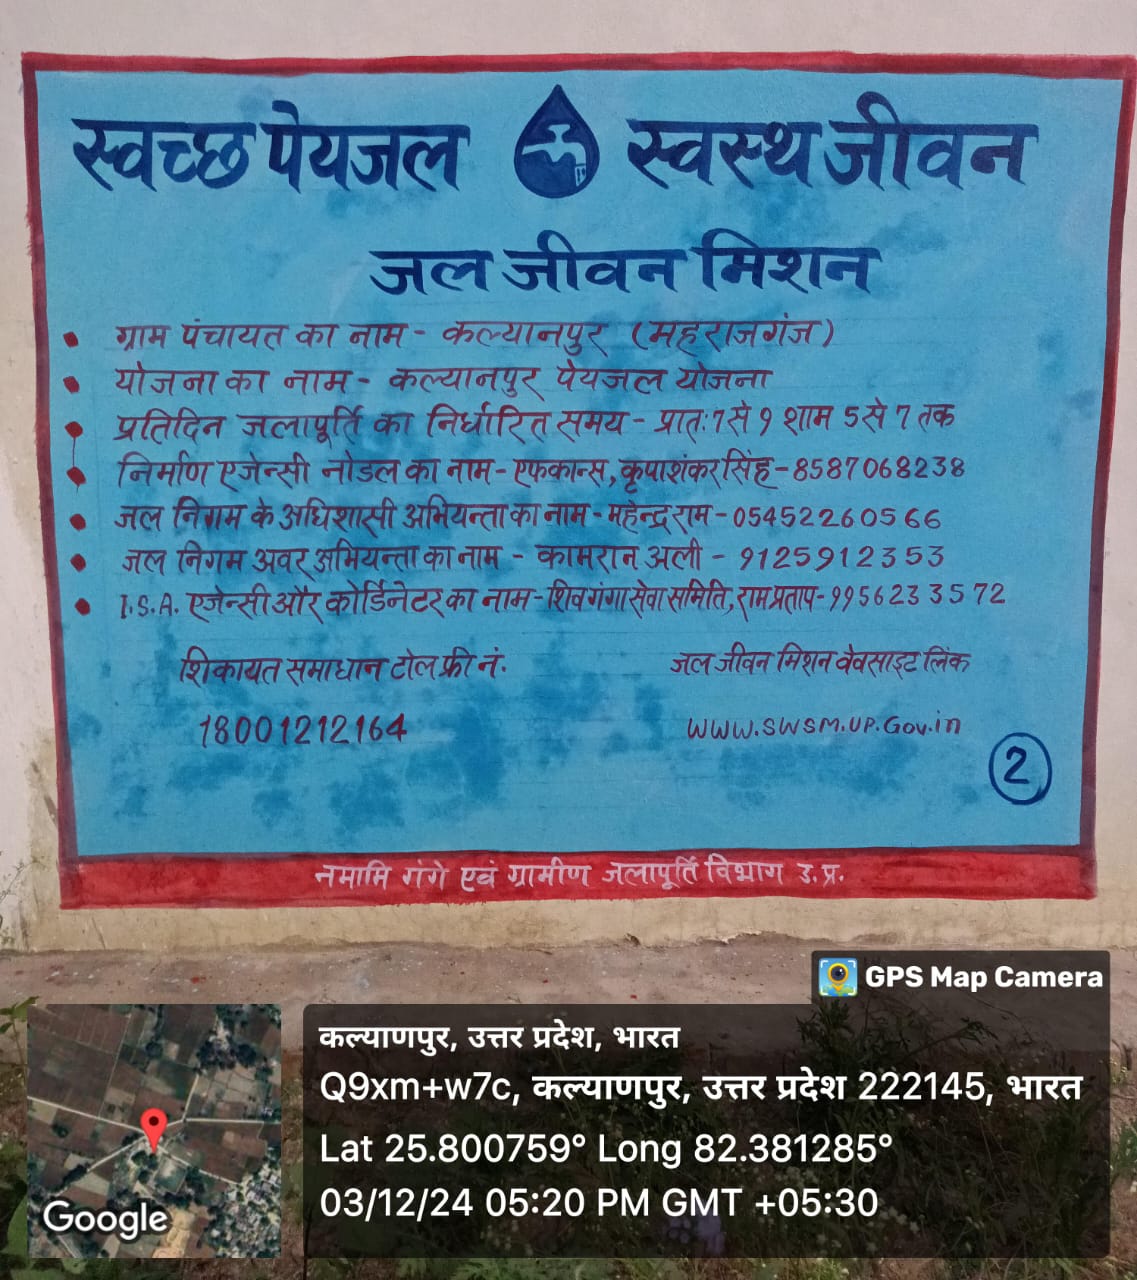 स्वच्छ पेयजल स्वस्थ जीवन
जल जीवन मिशन
• ग्राम पंचायत का नाम - कल्यानपुर (महराजगंज)
• योजना का नाम - कल्यानपुर पेयजल योजना
• प्रतिदिन जलापूर्ति का निर्धारित समय - प्रातः 7 से 9 शाम 5 से 7 तक
• निर्माण एजेन्सी नोडल का नाम - एफकान्स, कृपाशंकर सिंह - 8587068238
• जल निगम के अधिशासी अभियन्ता का नाम - महेन्द्र राम - 05452260566
• जल निगम अवर अभियन्ता का नाम - कामरान अली - 9125912353
• I.S.A. एजेन्सी और कोर्डिनेटर का नाम - शिव गंगा सेवा समिति, राम प्रताप - 9956233572
शिकायत समाधान टोल फ्री नं.
18001212164
जल जीवन मिशन वेवसाइट लिंक
www.swsm.up.Gov.in
2
नमामि गंगे एवं ग्रामीण जलापूर्ति विभाग उ.प्र.
GPS Map Camera
कल्याणपुर, उत्तर प्रदेश, भारत
Q9xm+w7c, कल्याणपुर, उत्तर प्रदेश 222145, भारत
Lat 25.800759° Long 82.381285°
03/12/24 05:20 PM GMT +05:30
Google